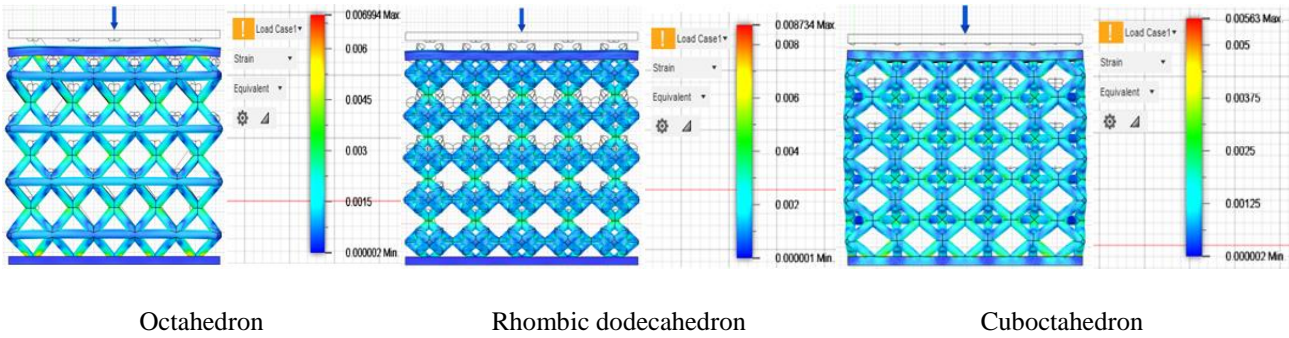 0.006994 Max.
Load Case1
0.006
Strain
0.0045
Equivalent
0.003
0.0015
0.000002 Min.
0.008734 Max.
Load Case1
0.008
Strain
0.006
Equivalent
0.004
0.002
0.000001 Min.
0.00563 Max.
Load Case1
0.005
Strain
0.00375
Equivalent
0.0025
0.00125
0.000002 Min.
Octahedron
Rhombic dodecahedron
Cuboctahedron